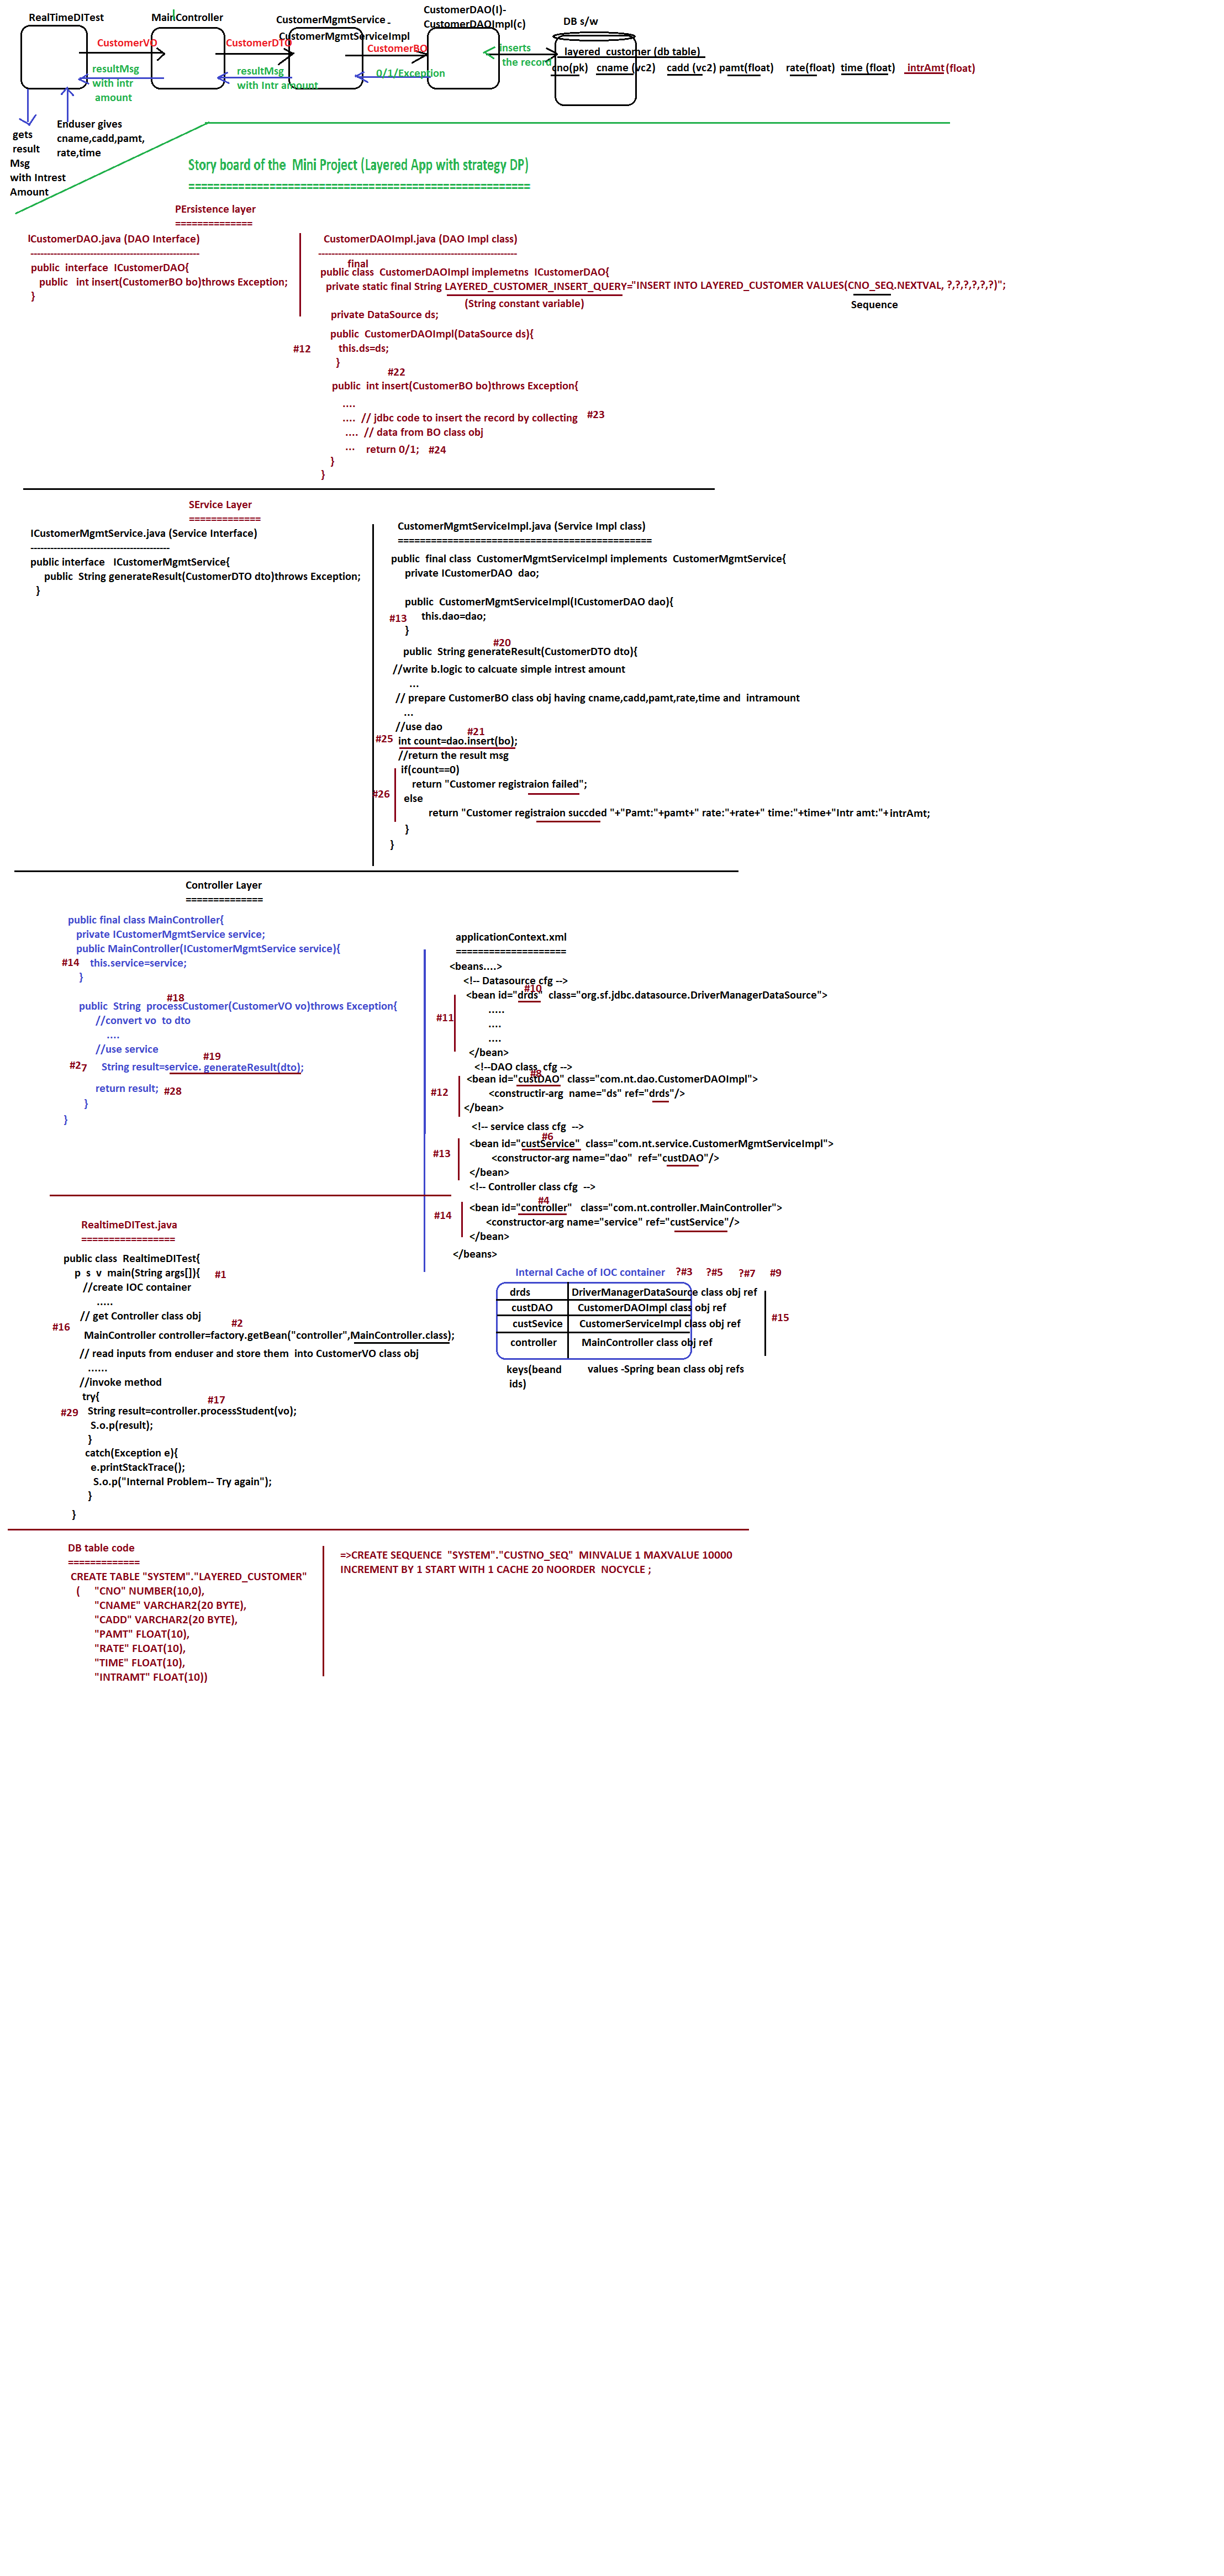 RealTimeDITest
MainController
CustomerMgmtService -
CustomerMgmtServiceImpl
CustomerDAO(I)-
CustomerDAOImpl(c)
DB s/w
CustomerVO
CustomerDTO
CustomerBO
inserts
the record
layered_customer (db table)
cno(pk) cname (vc2) cadd (vc2) pamt(float) rate(float) time (float) intrAmt (float)
resultMsg
with intr
amount
resultMsg
with Intr amount
0/1/Exception
gets
result
Msg
with Intrest
Amount
Enduser gives
cname,cadd,pamt,
rate,time
Story board of the Mini Project (Layered App with strategy DP)
=====================================================
PErsistence layer
==============
ICustomerDAO.java (DAO Interface)
---------------------------------------------------
public interface ICustomerDAO{
public int insert(CustomerBO bo)throws Exception;
}
CustomerDAOImpl.java (DAO Impl class)
------------------------------------------------------------
final
public class CustomerDAOImpl implemetns ICustomerDAO{
private static final String LAYERED_CUSTOMER_INSERT_QUERY="INSERT INTO LAYERED_CUSTOMER VALUES(CNO_SEQ.NEXTVAL, ?,?,?,?,?,?)";
(String constant variable)
Sequence
private DataSource ds;
public CustomerDAOImpl(DataSource ds){
#12 this.ds=ds;
}
#22
public int insert(CustomerBO bo)throws Exception{
....
.... // jdbc code to insert the record by collecting #23
.... // data from BO class obj
... return 0/1; #24
}
}
SErvice Layer
=============
ICustomerMgmtService.java (Service Interface)
------------------------------------------
public interface ICustomerMgmtService{
public String generateResult(CustomerDTO dto)throws Exception;
}
CustomerMgmtServiceImpl.java (Service Impl class)
==============================================
public final class CustomerMgmtServiceImpl implements CustomerMgmtService{
private ICustomerDAO dao;
public CustomerMgmtServiceImpl(ICustomerDAO dao){
#13 this.dao=dao;
}
#20
public String generateResult(CustomerDTO dto){
//write b.logic to calcuate simple intrest amount
...
// prepare CustomerBO class obj having cname,cadd,pamt,rate,time and intramount
...
//use dao
#21
#25 int count=dao.insert(bo);
//return the result msg
if(count==0)
return "Customer registraion failed";
#26 else
return "Customer registraion succded "+"Pamt:"+pamt+" rate:"+rate+" time:"+time+"Intr amt:"+intrAmt;
}
}
Controller Layer
==============
public final class MainController{
private ICustomerMgmtService service;
public MainController(ICustomerMgmtService service){
#14 this.service=service;
}
#18
public String processCustomer(CustomerVO vo)throws Exception{
//convert vo to dto
....
//use service
#19
#27 String result=service. generateResult(dto);
return result; #28
}
}
applicationContext.xml
====================
<beans....>
<!-- Datasource cfg -->
#10
<bean id="drds" class="org.sf.jdbc.datasource.DriverManagerDataSource">
#11
.....
....
....
</bean>
<!--DAO class cfg -->
#8
<bean id="custDAO" class="com.nt.dao.CustomerDAOImpl">
#12 <constructir-arg name="ds" ref="drds"/>
</bean>
<!-- service class cfg -->
#6
<bean id="custService" class="com.nt.service.CustomerMgmtServiceImpl">
#13 <constructor-arg name="dao" ref="custDAO"/>
</bean>
<!-- Controller class cfg -->
#4
<bean id="controller" class="com.nt.controller.MainController">
#14 <constructor-arg name="service" ref="custService"/>
</bean>
</beans>
RealtimeDITest.java
=================
public class RealtimeDITest{
p s v main(String args[]){ #1
//create IOC container
.....
// get Controller class obj
#2
#16 MainController controller=factory.getBean("controller",MainController.class);
// read inputs from enduser and store them into CustomerVO class obj
......
//invoke method
try{
#17
#29 String result=controller.processStudent(vo);
S.o.p(result);
}
catch(Exception e){
e.printStackTrace();
S.o.p("Internal Problem-- Try again");
}
}
Internal Cache of IOC container ?#3 ?#5 ?#7 #9
drds DriverManagerDataSource class obj ref
custDAO CustomerDAOImpl class obj ref
#15
custSevice CustomerServiceImpl class obj ref
controller MainController class obj ref
keys(beand
ids)
values -Spring bean class obj refs
DB table code
=============
CREATE TABLE "SYSTEM"."LAYERED_CUSTOMER"
( "CNO" NUMBER(10,0),
"CNAME" VARCHAR2(20 BYTE),
"CADD" VARCHAR2(20 BYTE),
"PAMT" FLOAT(10),
"RATE" FLOAT(10),
"TIME" FLOAT(10),
"INTRAMT" FLOAT(10))
=>CREATE SEQUENCE "SYSTEM"."CUSTNO_SEQ" MINVALUE 1 MAXVALUE 10000
INCREMENT BY 1 START WITH 1 CACHE 20 NOORDER NOCYCLE ;